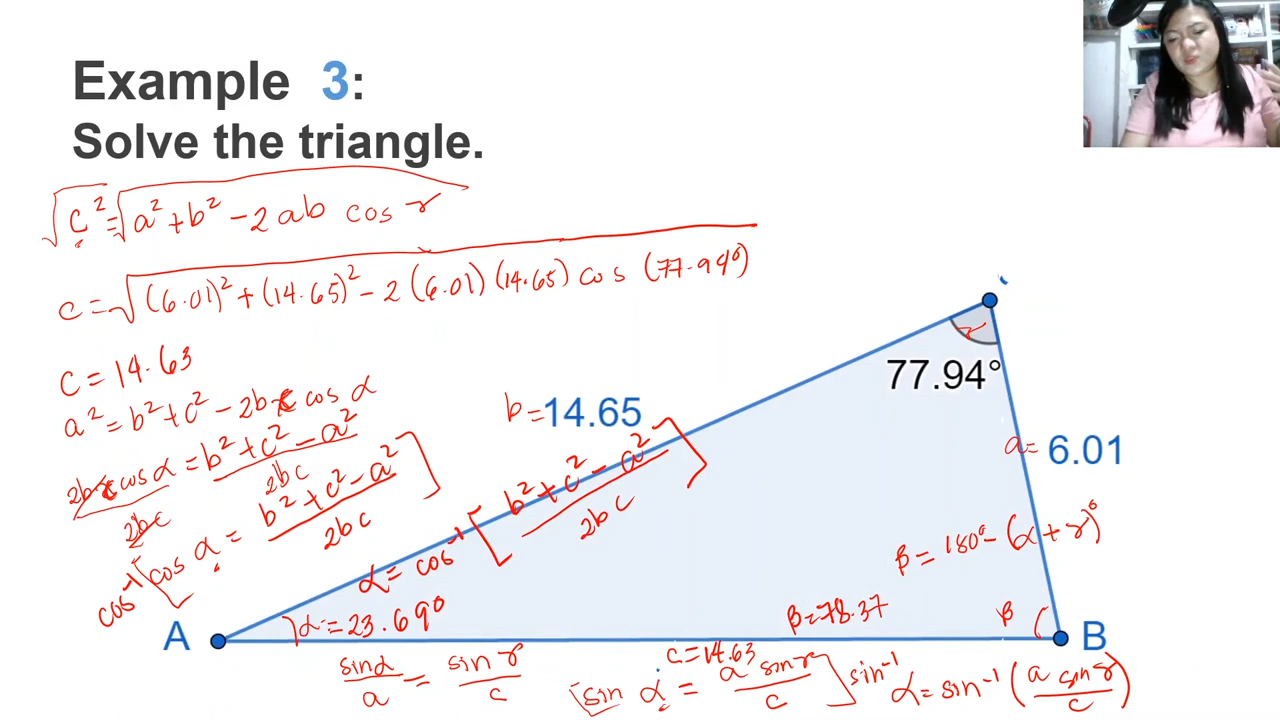 Example 3:
Solve the triangle.
√c² = √a² + b² - 2ab cos γ
c = √(6.01)² + (14.65)² - 2(6.01)(14.65) cos (77.94°)
c = 14.63
a² = b² + c² - 2bc cos α
2bc cos α = b² + c² - a²
2bc 2bc
cos⁻¹[cos α = b² + c² - a² / 2bc]
α = cos⁻¹[b² + c² - a² / 2bc]
b = 14.65
γ
77.94°
a = 6.01
β = 180° - (α + γ)°
α = 23.69°
β = 78.37
β
A
B
c = 14.63
sin α / a = sin γ / c
[sin α = a sin γ / c] sin⁻¹
α = sin⁻¹(a sin γ / c)